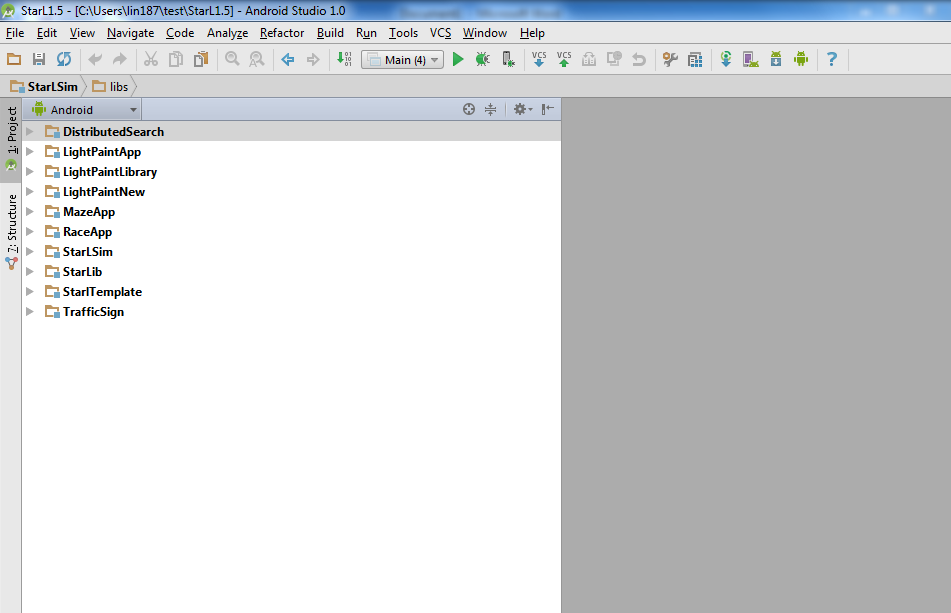 StarL1.5 - [C:\Users\lin187\test\StarL1.5] - Android Studio 1.0
File Edit View Navigate Code Analyze Refactor Build Run Tools VCS Window Help
Main (4)
VCS VCS
StarLSim libs
1: Project
7: Structure
Android
DistributedSearch
LightPaintApp
LightPaintLibrary
LightPaintNew
MazeApp
RaceApp
StarLSim
StarLib
StarlTemplate
TrafficSign